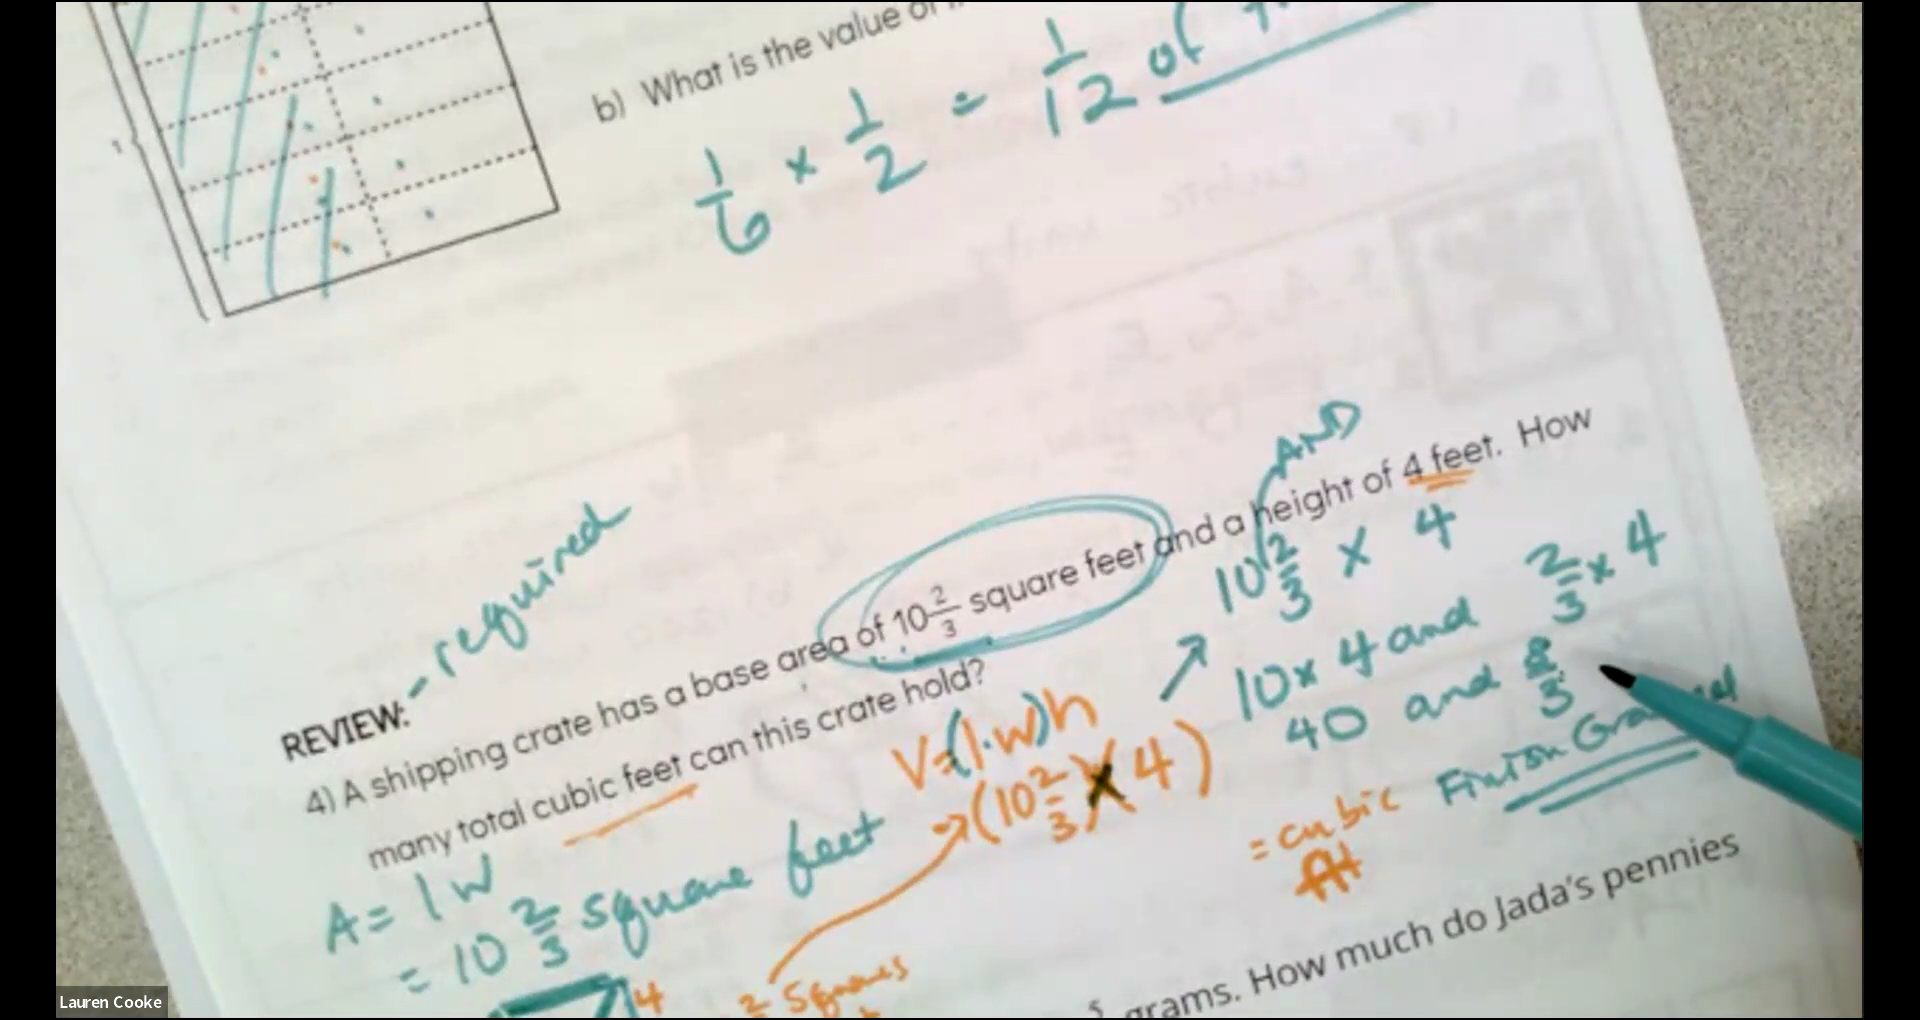 b) What is the value of
1/6 × 1/2 = 1/12 of
AND
REVIEW: - required
4) A shipping crate has a base area of 10 2/3 square feet and a height of 4 feet. How
many total cubic feet can this crate hold?
10 2/3 × 4
10 × 4 and 2/3 × 4
40 and 8/3
V=(l·w)h
(10 2/3)×(4)
= cubic
A = lw
= 10 2/3 square feet
4
grams. How much do Jada's pennies
Lauren Cooke